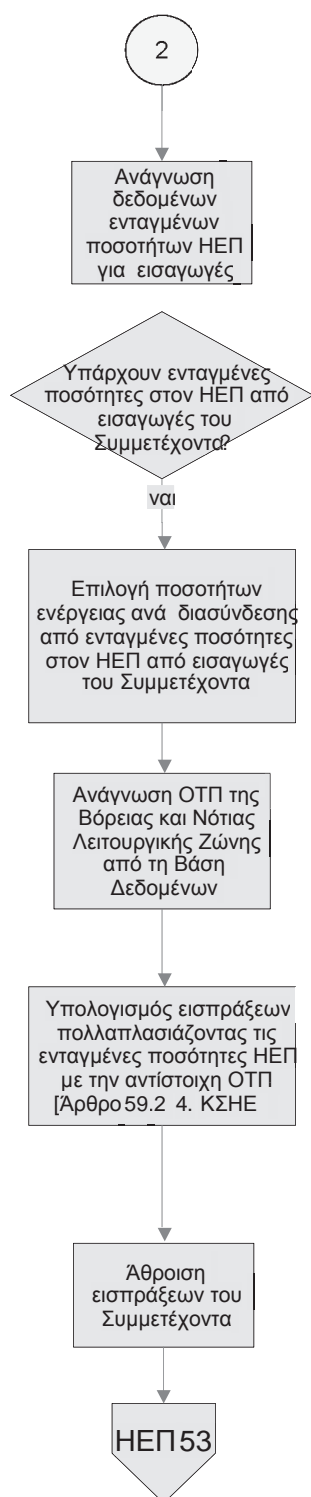 2
Ανάγνωση
δεδομένων
ενταγμένων
ποσοτήτων ΗΕΠ
για εισαγωγές
Υπάρχουν ενταγμένες
ποσότητες στον ΗΕΠ από
εισαγωγές του
Συμμετέχοντα?
ναι
Επιλογή ποσοτήτων
ενέργειας ανά διασύνδεσης
από ενταγμένες ποσότητες
στον ΗΕΠ από εισαγωγές
του Συμμετέχοντα
Ανάγνωση ΟΤΠ της
Βόρειας και Νότιας
Λειτουργικής Ζώνης
από τη Βάση
Δεδομένων
Υπολογισμός εισπράξεων
πολλαπλασιάζοντας τις
ενταγμένες ποσότητες ΗΕΠ
με την αντίστοιχη ΟΤΠ
[Άρθρο 59.2 4. ΚΣΗΕ
Άθροιση
εισπράξεων του
Συμμετέχοντα
ΗΕΠ 53